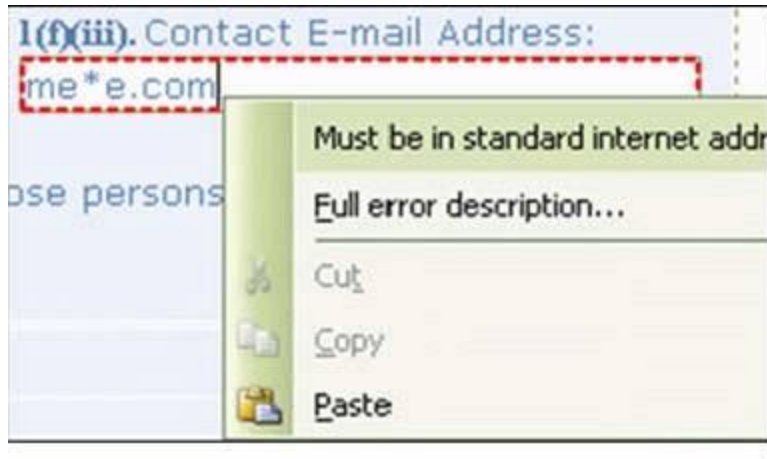 1(f)(iii). Contact E-mail Address:
me*e.com
Must be in standard internet addr
ose persons
Full error description...
Cut
Copy
Paste